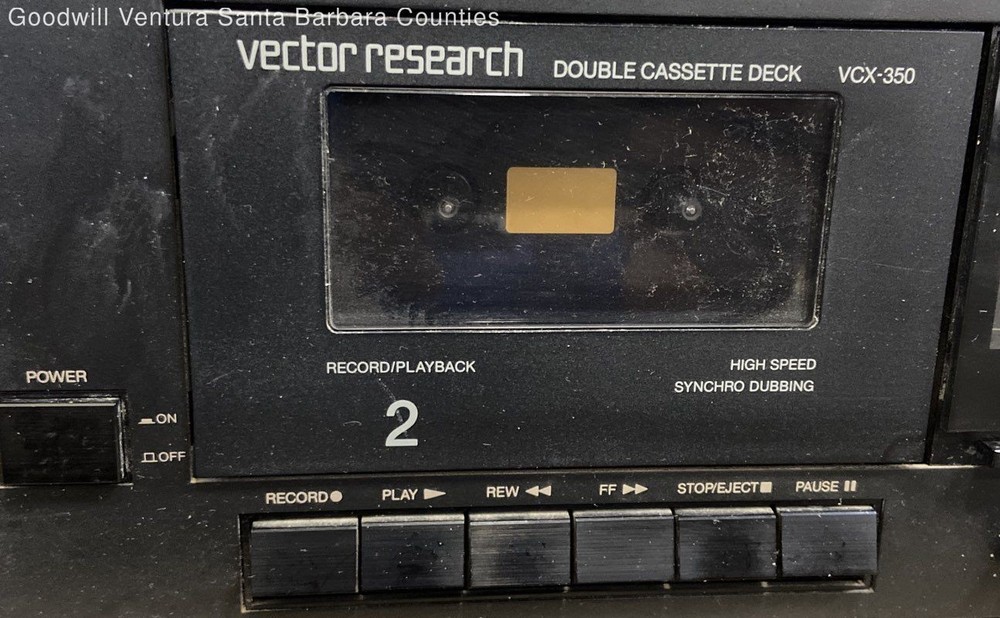 Goodwill Ventura Santa Barbara Counties
vector research DOUBLE CASSETTE DECK VCX-350
RECORD/PLAYBACK
2
HIGH SPEED
SYNCHRO DUBBING
POWER
ON
OFF
RECORD PLAY REW FF STOP/EJECT PAUSE